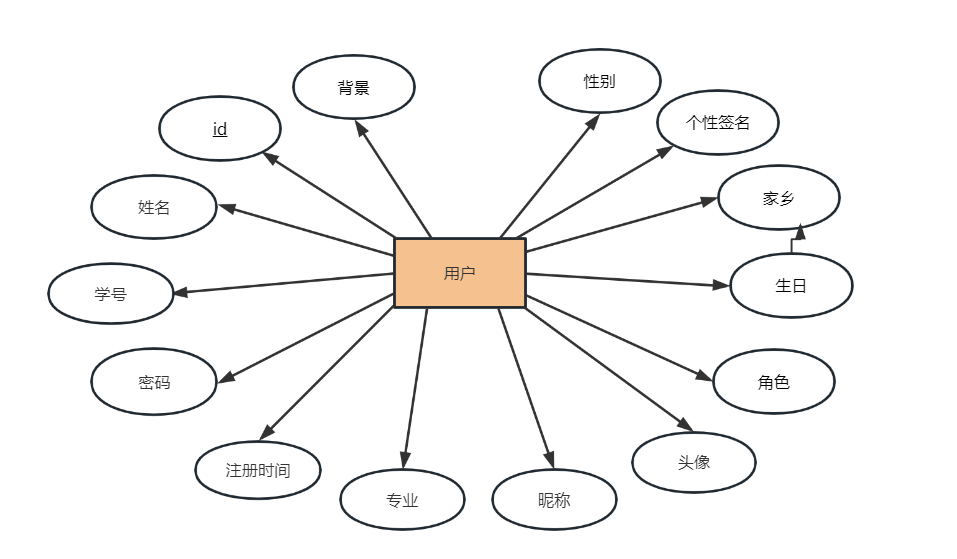 背景
性别
id
个性签名
姓名
家乡
用户
学号
生日
密码
角色
注册时间
头像
专业
昵称